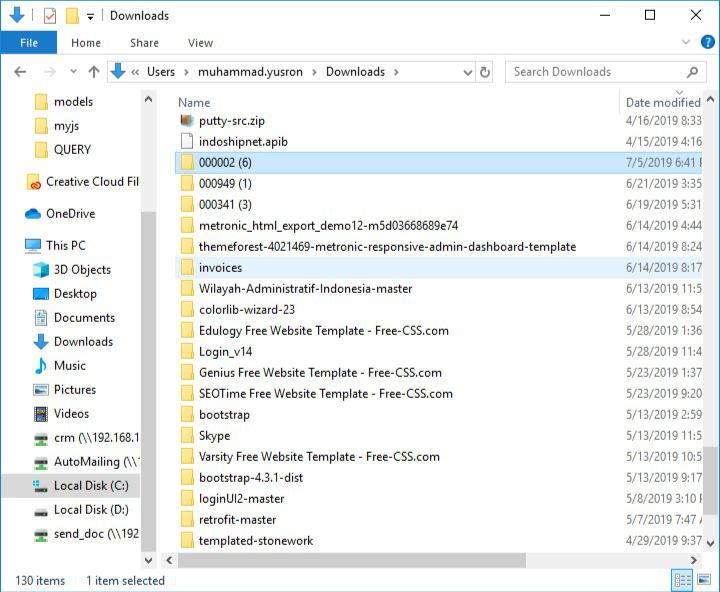 Downloads
File Home Share View
« Users > muhammad.yusron > Downloads > Search Downloads
models
myjs
QUERY
Creative Cloud Fil
OneDrive
This PC
3D Objects
Desktop
Documents
Downloads
Music
Pictures
Videos
crm (\\192.168.1
AutoMailing (\\1
Local Disk (C:)
Local Disk (D:)
send_doc (\\192
Name Date modified
putty-src.zip 4/16/2019 8:33
indoshipnet.apib 4/15/2019 4:16
000002 (6) 7/5/2019 6:41 P
000949 (1) 6/21/2019 3:35
000341 (3) 6/19/2019 5:31
metronic_html_export_demo12-m5d03668689e74 6/14/2019 4:44
themeforest-4021469-metronic-responsive-admin-dashboard-template 6/14/2019 8:24
invoices 6/14/2019 8:17
Wilayah-Administratif-Indonesia-master 6/13/2019 11:5
colorlib-wizard-23 6/13/2019 8:54
Edulogy Free Website Template - Free-CSS.com 5/28/2019 1:36
Login_v14 5/28/2019 11:4
Genius Free Website Template - Free-CSS.com 5/23/2019 1:37
SEOTime Free Website Template - Free-CSS.com 5/23/2019 9:20
bootstrap 5/13/2019 2:59
Skype 5/13/2019 11:5
Varsity Free Website Template - Free-CSS.com 5/13/2019 10:5
bootstrap-4.3.1-dist 5/13/2019 9:17
loginUI2-master 5/8/2019 3:10 P
retrofit-master 5/7/2019 7:47 A
templated-stonework 4/29/2019 9:37
130 items 1 item selected